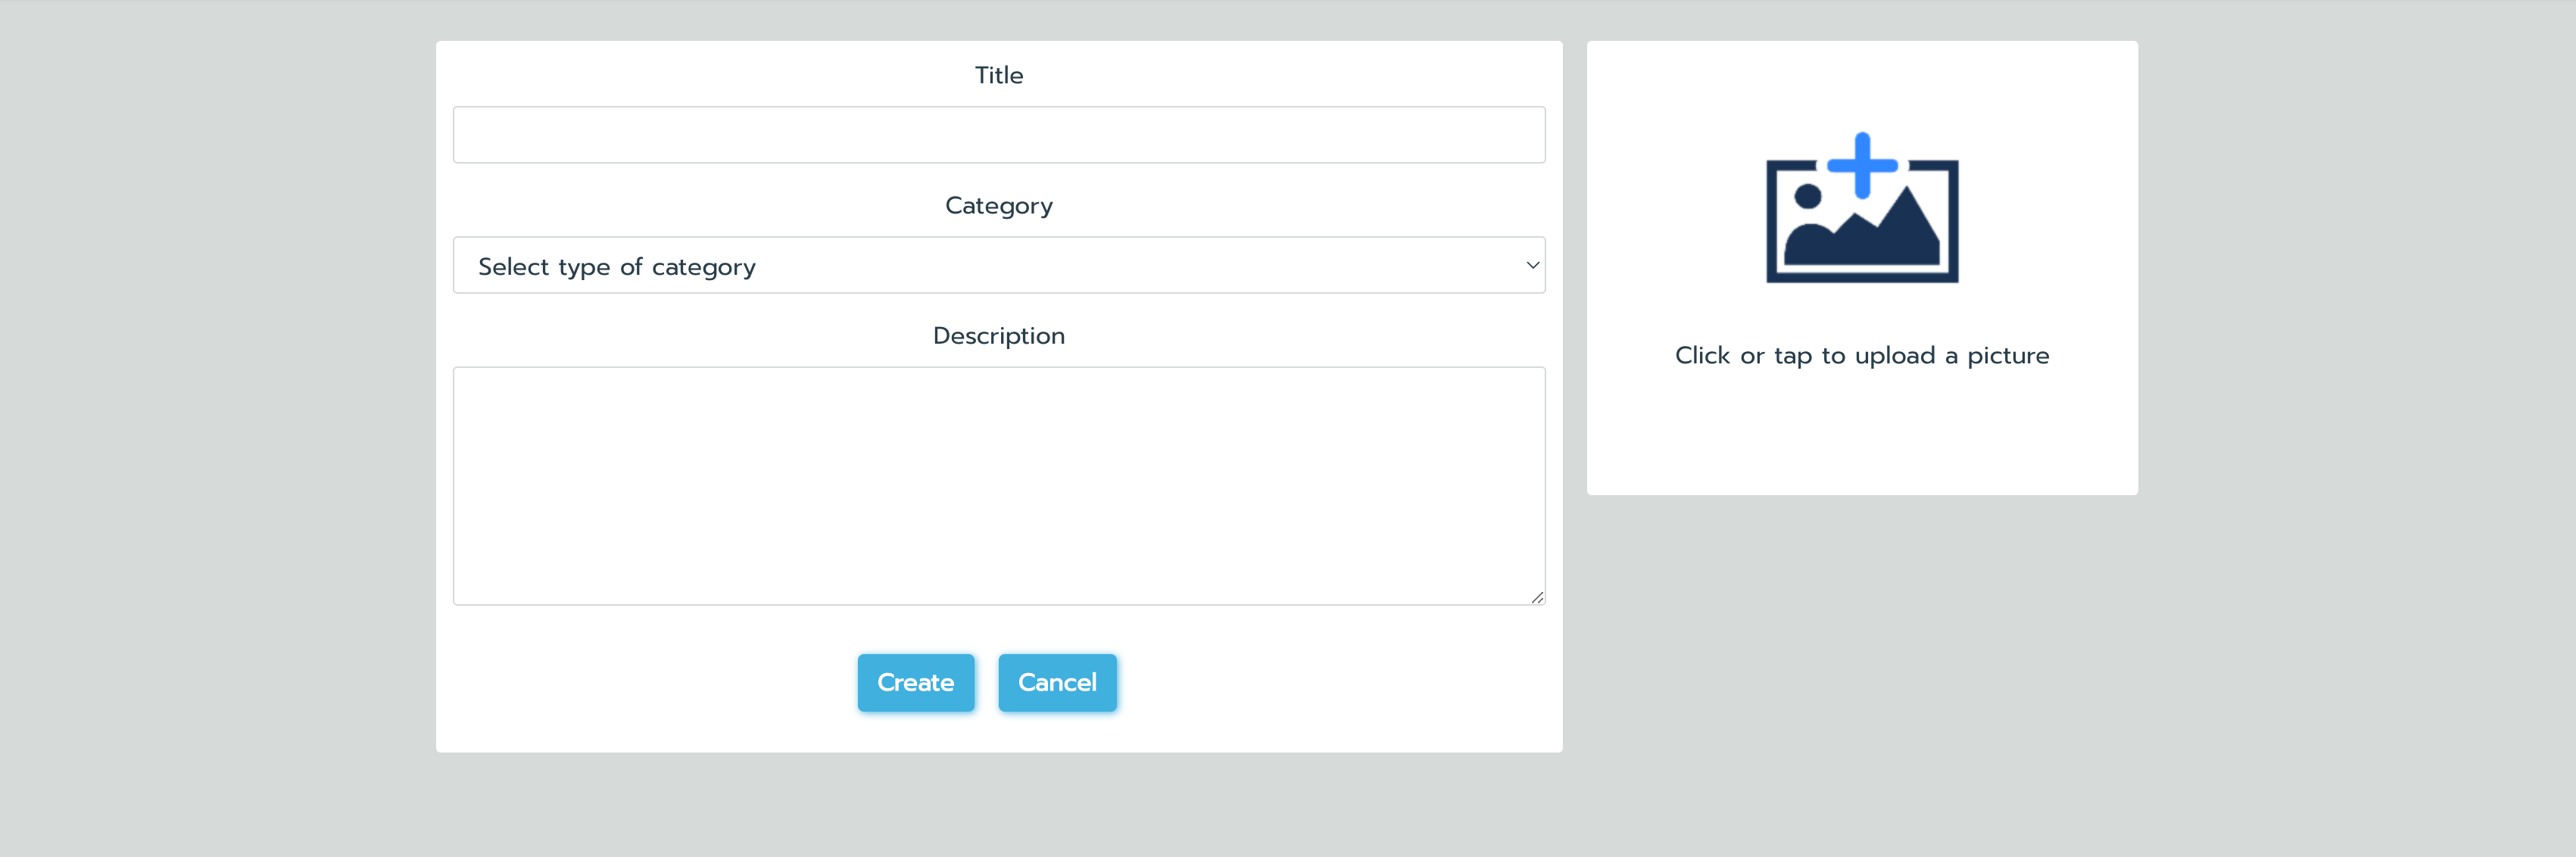 Title
Category
Select type of category
Description
Create
Cancel
Click or tap to upload a picture